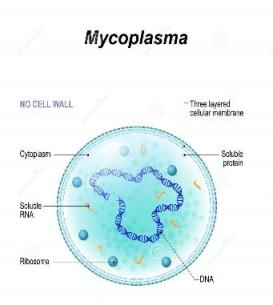 Mycoplasma
NO CELL WALL
Three layered
cellular membrane
Cytoplasm
Soluble
protein
Soluble
RNA
Ribosome
DNA